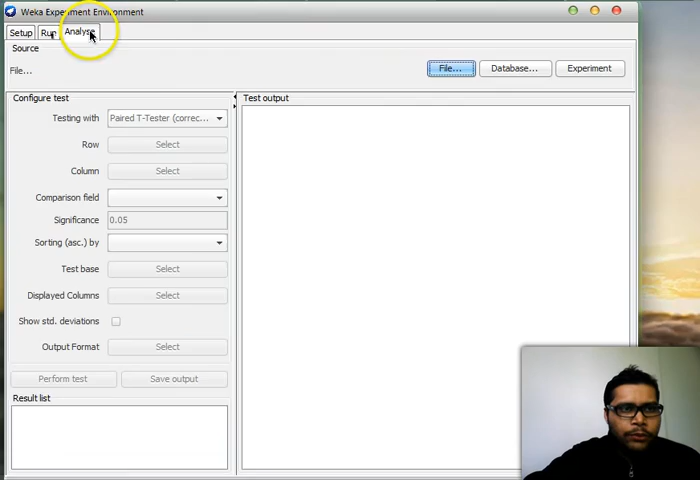 Weka Experiment Environment
Setup Run Analyse
Source
File...
File... Database... Experiment
Configure test
Testing with Paired T-Tester (correc...
Row Select
Column Select
Comparison field
Significance 0.05
Sorting (asc.) by
Test base Select
Displayed Columns Select
Show std. deviations
Output Format Select
Perform test Save output
Result list
Test output